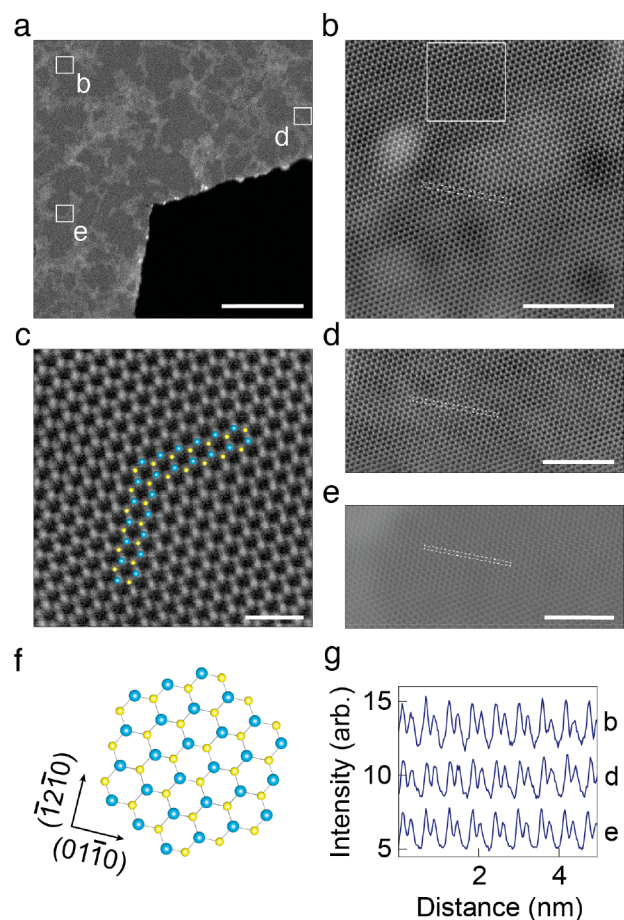 a
b
b
d
e
c
d
e
f
g
(1̅21̅0)
(011̅0)
Intensity (arb.)
15
10
5
b
d
e
2
4
Distance (nm)